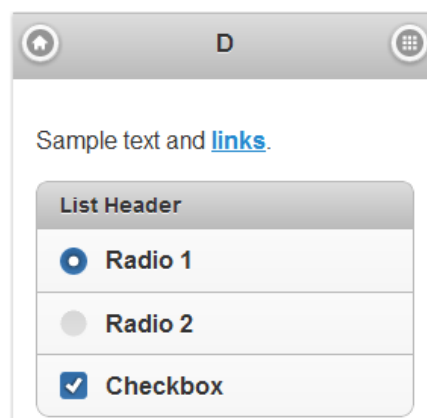 D
Sample text and links.
List Header
Radio 1
Radio 2
Checkbox